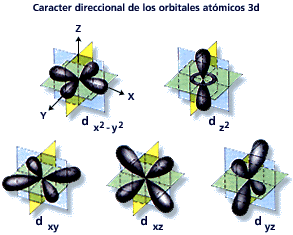 Caracter direccional de los orbitales atómicos 3d
Z
X
Y
d x²-y²
d z²
d xy
d xz
d yz